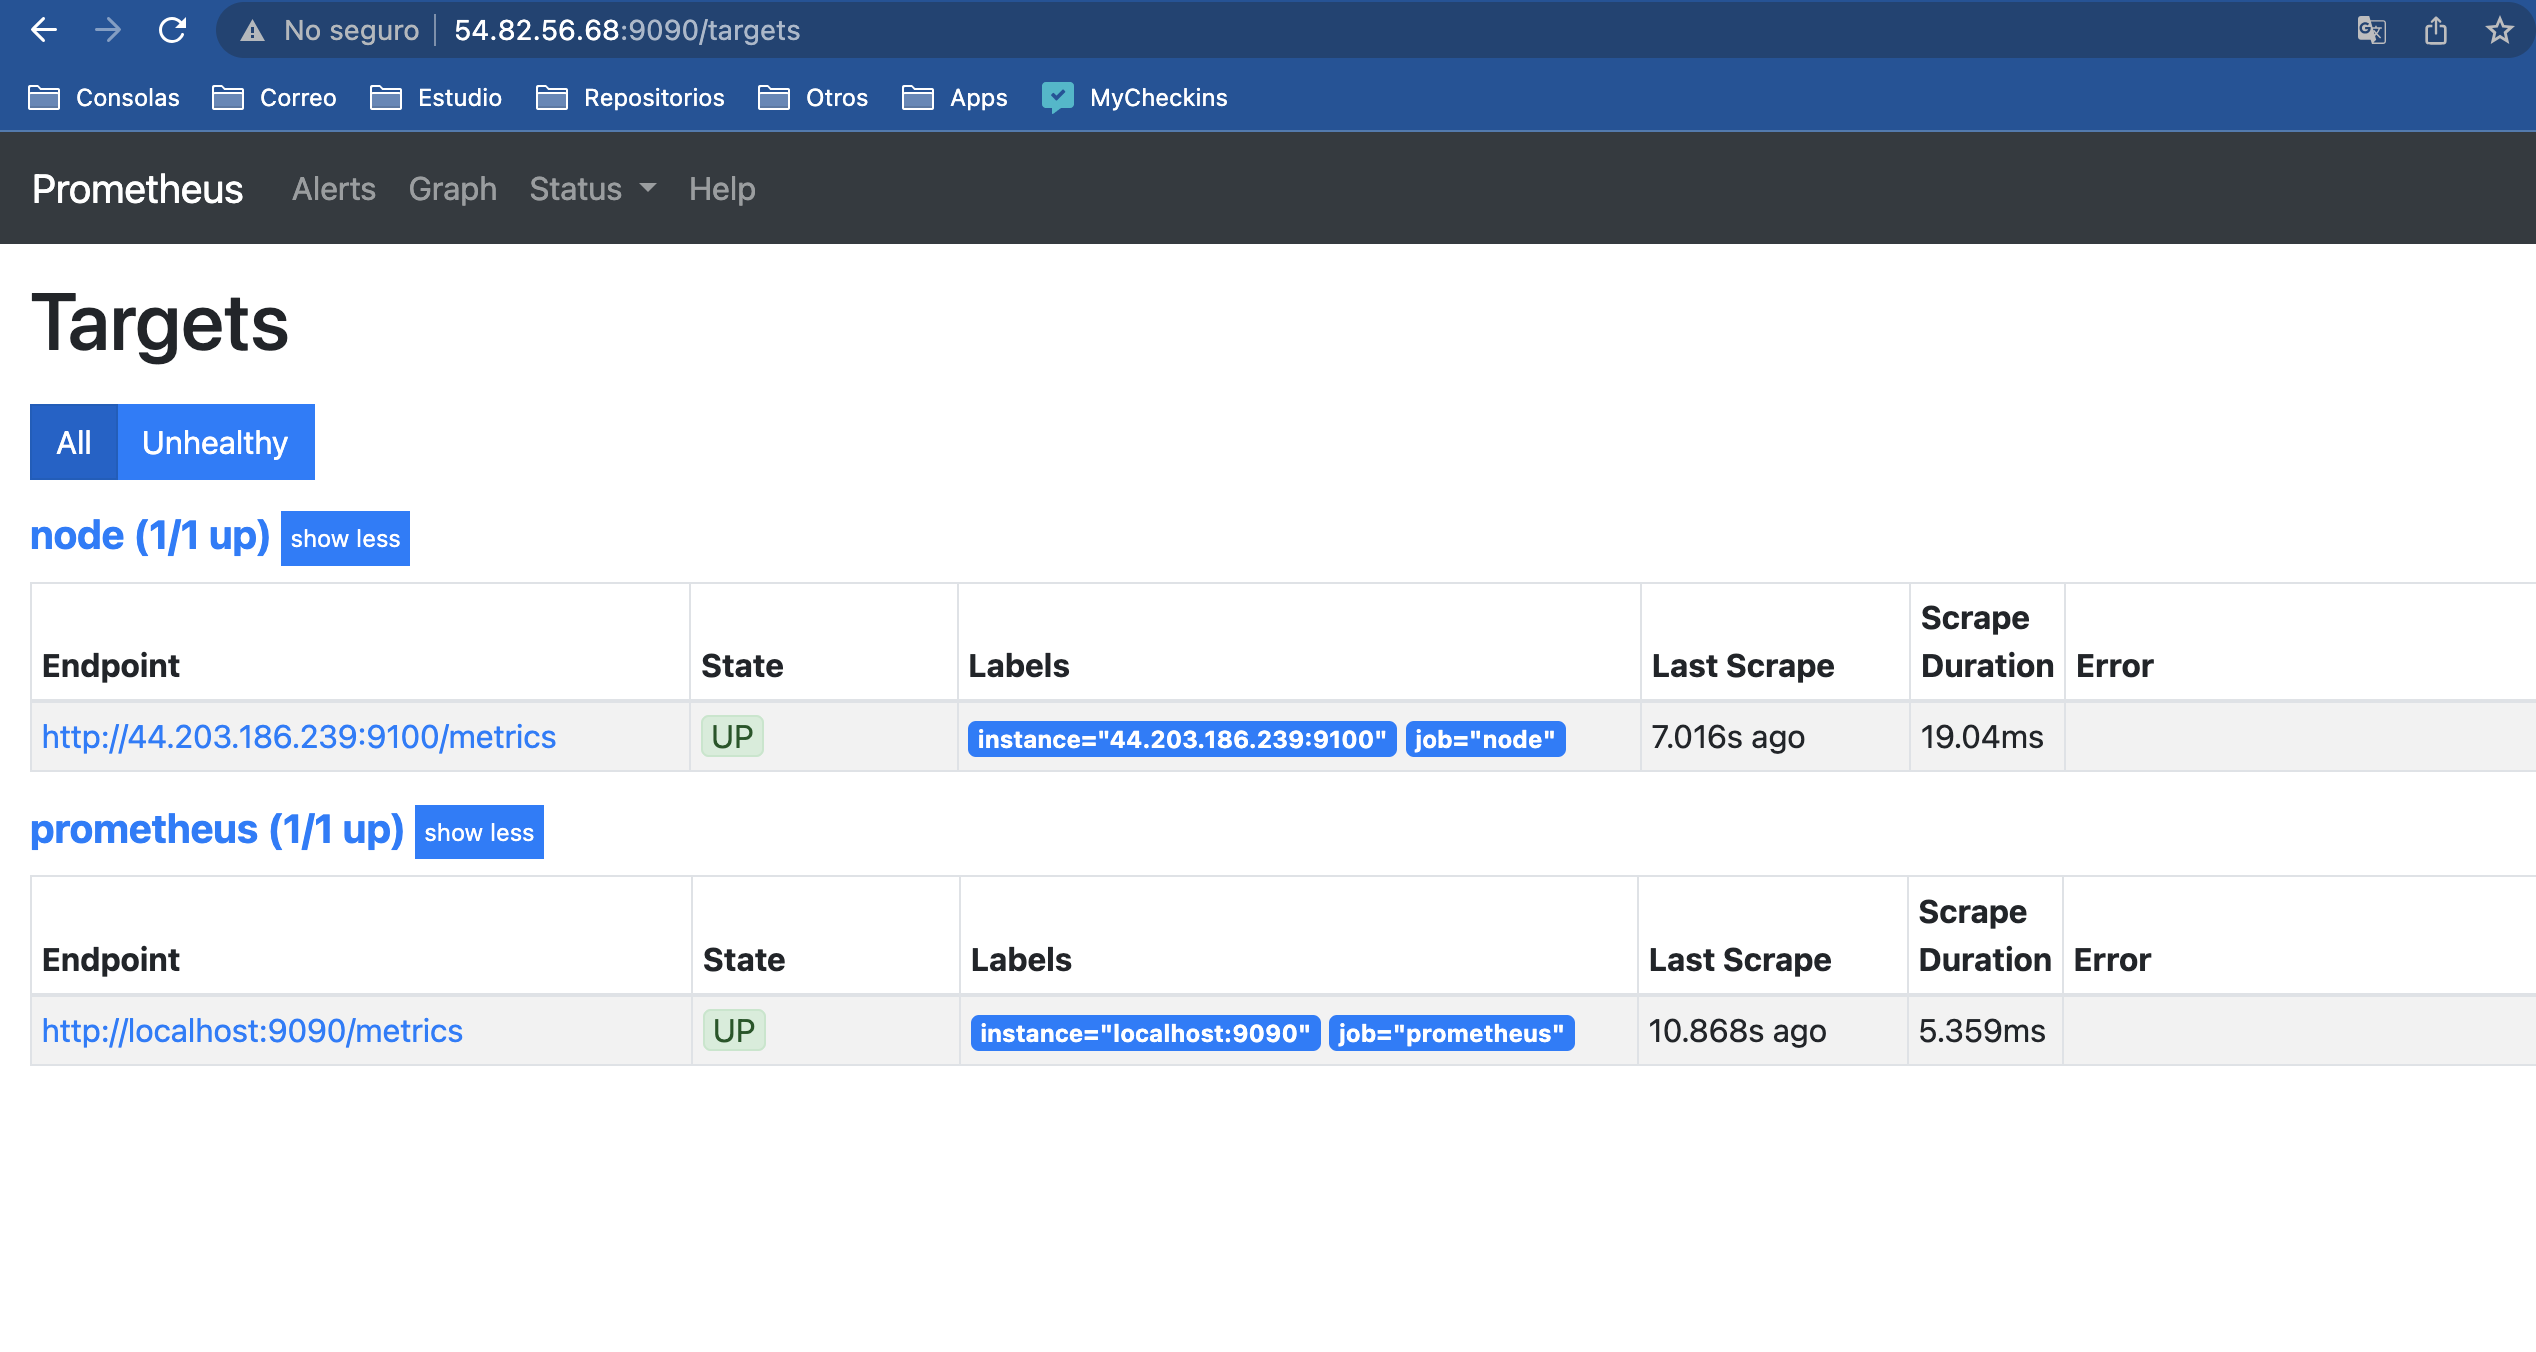 No seguro 54.82.56.68:9090/targets
Consolas Correo Estudio Repositorios Otros Apps MyCheckins
Prometheus Alerts Graph Status Help
Targets
All Unhealthy
node (1/1 up) show less
Endpoint State Labels Last Scrape Scrape Duration Error
http://44.203.186.239:9100/metrics UP instance="44.203.186.239:9100" job="node" 7.016s ago 19.04ms
prometheus (1/1 up) show less
Endpoint State Labels Last Scrape Scrape Duration Error
http://localhost:9090/metrics UP instance="localhost:9090" job="prometheus" 10.868s ago 5.359ms